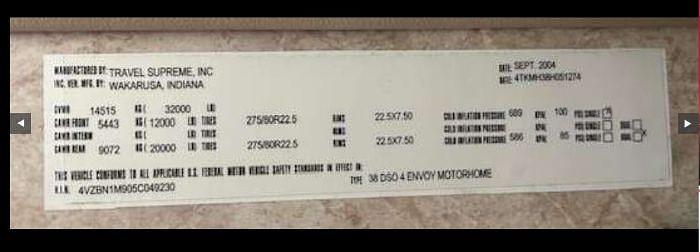 MANUFACTURED BY: TRAVEL SUPREME, INC DATE: SEPT. 2004
INC. VEH. MFG. BY: WAKARUSA, INDIANA DATE: 4TKMH38H051274
GVWR 14515 KG ( 32000 LB
GAWR FRONT 5443 KG ( 12000 LB) TIRES 275/80R22.5 RIMS 22.5X7.50 COLD INFLATION PRESSURE 689 KPA/ 100 PSI/SINGLE
GAWR INTERM KG ( LB) TIRES RIMS COLD INFLATION PRESSURE KPA/ PSI/SINGLE DUAL
GAWR REAR 9072 KG ( 20000 LB) TIRES 275/80R22.5 RIMS 22.5X7.50 COLD INFLATION PRESSURE 586 KPA/ 85 PSI/SINGLE DUAL X
THIS VEHICLE CONFORMS TO ALL APPLICABLE U.S. FEDERAL MOTOR VEHICLE SAFETY STANDARDS IN EFFECT IN:
V.I.N. 4VZBN1M905C049230 TYPE 38 DSO 4 ENVOY MOTORHOME